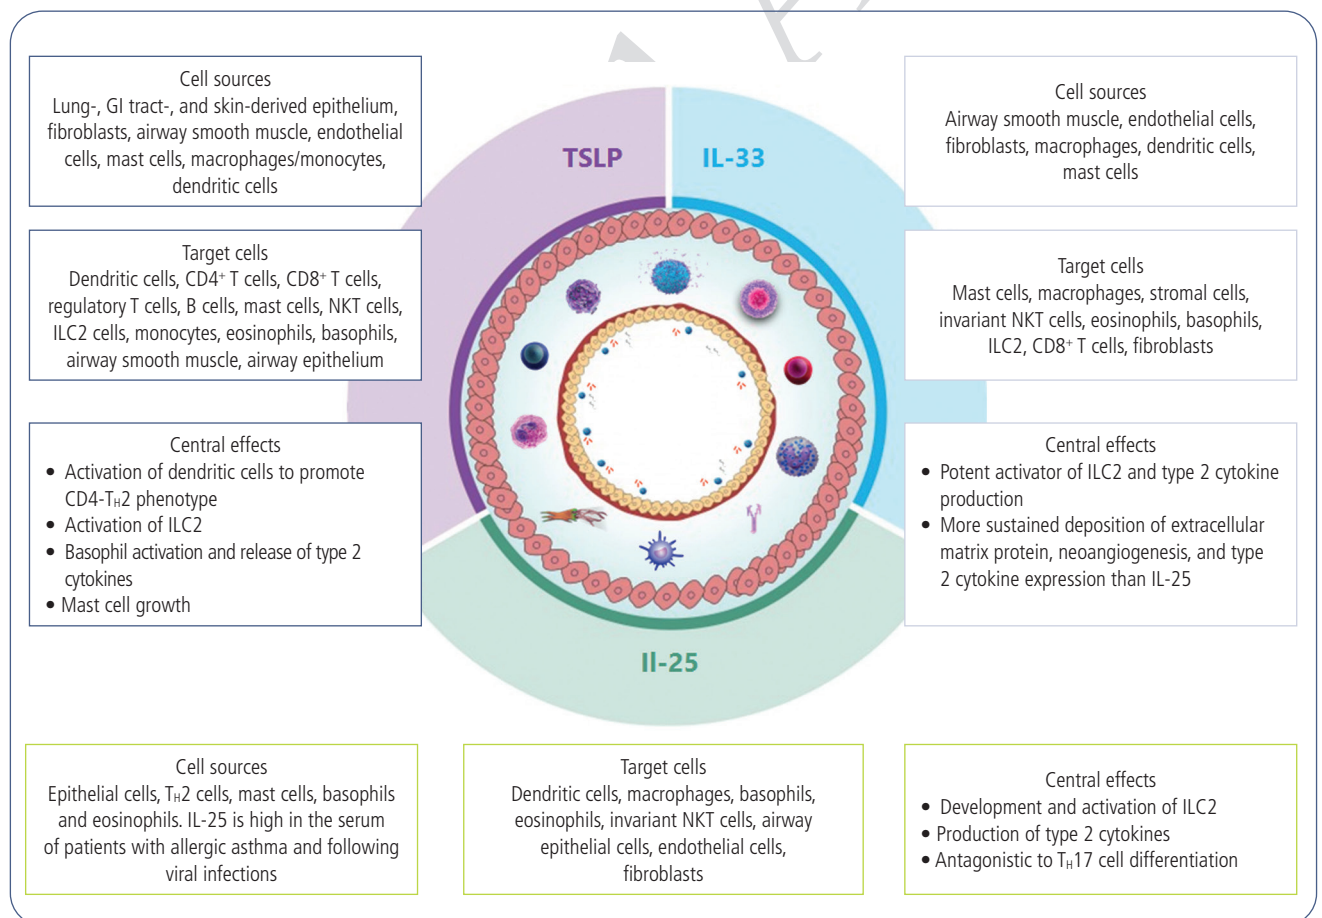 Cell sources
Lung-, GI tract-, and skin-derived epithelium,
fibroblasts, airway smooth muscle, endothelial
cells, mast cells, macrophages/monocytes,
dendritic cells
Target cells
Dendritic cells, CD4⁺ T cells, CD8⁺ T cells,
regulatory T cells, B cells, mast cells, NKT cells,
ILC2 cells, monocytes, eosinophils, basophils,
airway smooth muscle, airway epithelium
Central effects
• Activation of dendritic cells to promote
CD4-TH2 phenotype
• Activation of ILC2
• Basophil activation and release of type 2
cytokines
• Mast cell growth
TSLP
IL-33
Il-25
Cell sources
Airway smooth muscle, endothelial cells,
fibroblasts, macrophages, dendritic cells,
mast cells
Target cells
Mast cells, macrophages, stromal cells,
invariant NKT cells, eosinophils, basophils,
ILC2, CD8⁺ T cells, fibroblasts
Central effects
• Potent activator of ILC2 and type 2 cytokine
production
• More sustained deposition of extracellular
matrix protein, neoangiogenesis, and type
2 cytokine expression than IL-25
Cell sources
Epithelial cells, TH2 cells, mast cells, basophils
and eosinophils. IL-25 is high in the serum
of patients with allergic asthma and following
viral infections
Target cells
Dendritic cells, macrophages, basophils,
eosinophils, invariant NKT cells, airway
epithelial cells, endothelial cells,
fibroblasts
Central effects
• Development and activation of ILC2
• Production of type 2 cytokines
• Antagonistic to TH17 cell differentiation